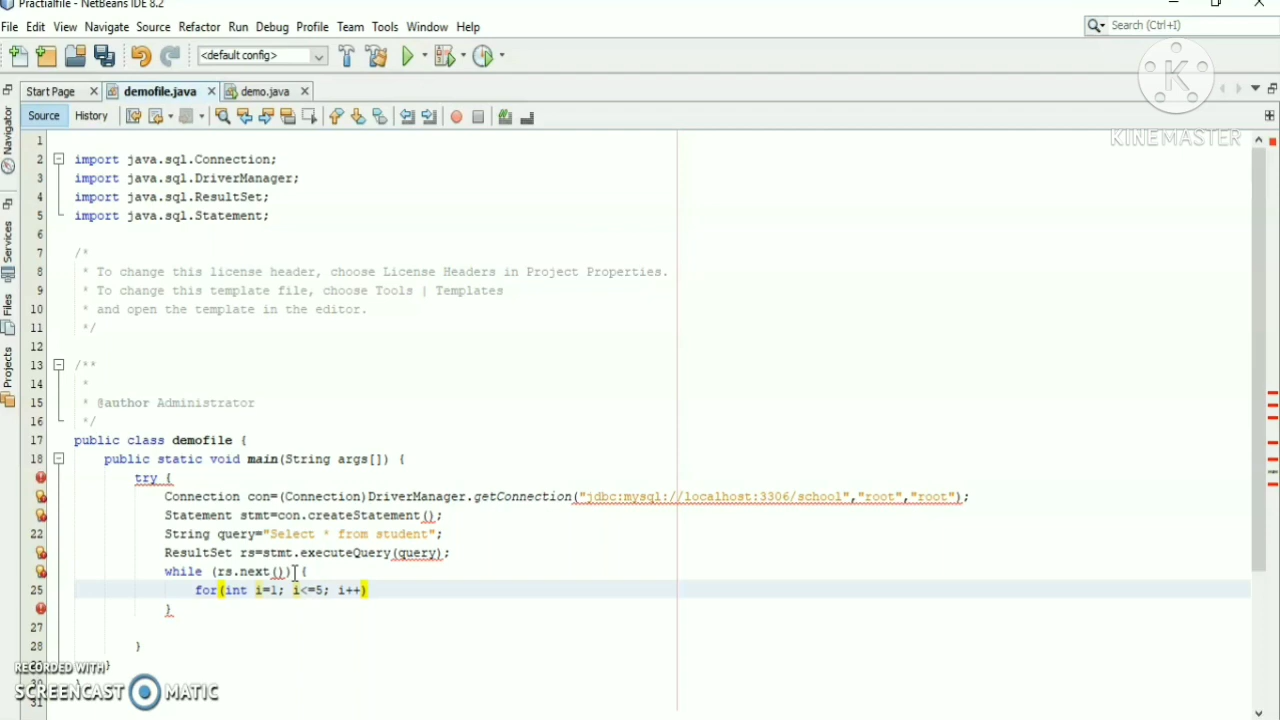 Practialfile - NetBeans IDE 8.2
File Edit View Navigate Source Refactor Run Debug Profile Team Tools Window Help
Search (Ctrl+I)
<default config>
K
KINEMASTER
Start Page demofile.java demo.java
Source History
Navigator
Services
Files
Projects
1
2 import java.sql.Connection;
3 import java.sql.DriverManager;
4 import java.sql.ResultSet;
5 import java.sql.Statement;
6
7 /*
8 * To change this license header, choose License Headers in Project Properties.
9 * To change this template file, choose Tools | Templates
10 * and open the template in the editor.
11 */
12
13 /**
14 *
15 * @author Administrator
16 */
17 public class demofile {
18 public static void main(String args[]) {
try {
Connection con=(Connection)DriverManager.getConnection("jdbc:mysql://localhost:3306/school","root","root");
Statement stmt=con.createStatement();
22 String query="Select * from student";
ResultSet rs=stmt.executeQuery(query);
while (rs.next()) {
25 for(int i=1; i<=5; i++)
}
27
28 }
}
30 }
31
RECORDED WITH
SCREENCAST MATIC